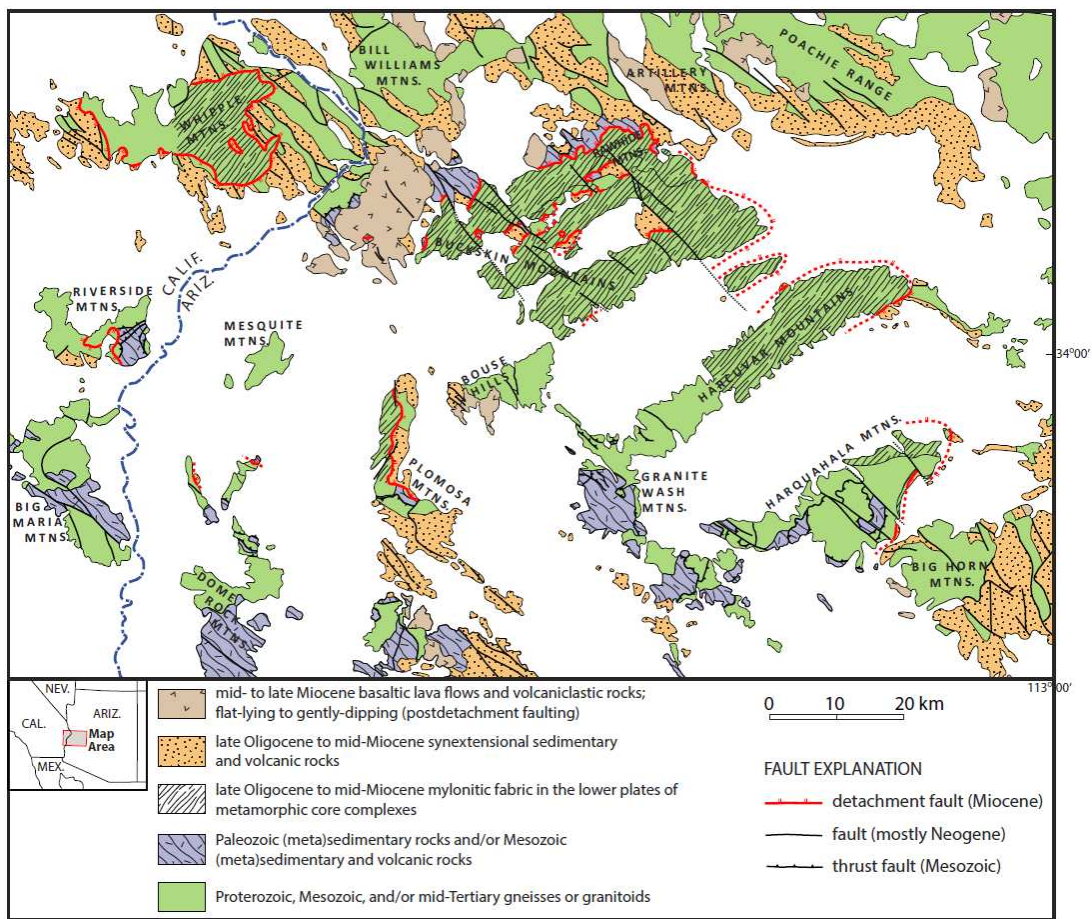 BILL
WILLIAMS
MTNS.
POACHIE RANGE
ARTILLERY
MTNS.
WHIPPLE
MTNS.
RAWHIDE
MTNS.
BUCKSKIN MOUNTAINS
CALIF.
ARIZ.
RIVERSIDE
MTNS.
MESQUITE
MTNS.
HARCUVAR MOUNTAINS
34°00'
BOUSE
HILLS
PLOMOSA
MTNS.
GRANITE
WASH
MTNS.
HARQUAHALA MTNS.
BIG
MARIA
MTNS.
DOME
ROCK
MTNS.
BIG HORN
MTNS.
113°00'
NEV.
CAL.
ARIZ.
Map
Area
MEX.
mid- to late Miocene basaltic lava flows and volcaniclastic rocks;
flat-lying to gently-dipping (postdetachment faulting)
late Oligocene to mid-Miocene synextensional sedimentary
and volcanic rocks
late Oligocene to mid-Miocene mylonitic fabric in the lower plates of
metamorphic core complexes
Paleozoic (meta)sedimentary rocks and/or Mesozoic
(meta)sedimentary and volcanic rocks
Proterozoic, Mesozoic, and/or mid-Tertiary gneisses or granitoids
0 10 20 km
FAULT EXPLANATION
detachment fault (Miocene)
fault (mostly Neogene)
thrust fault (Mesozoic)